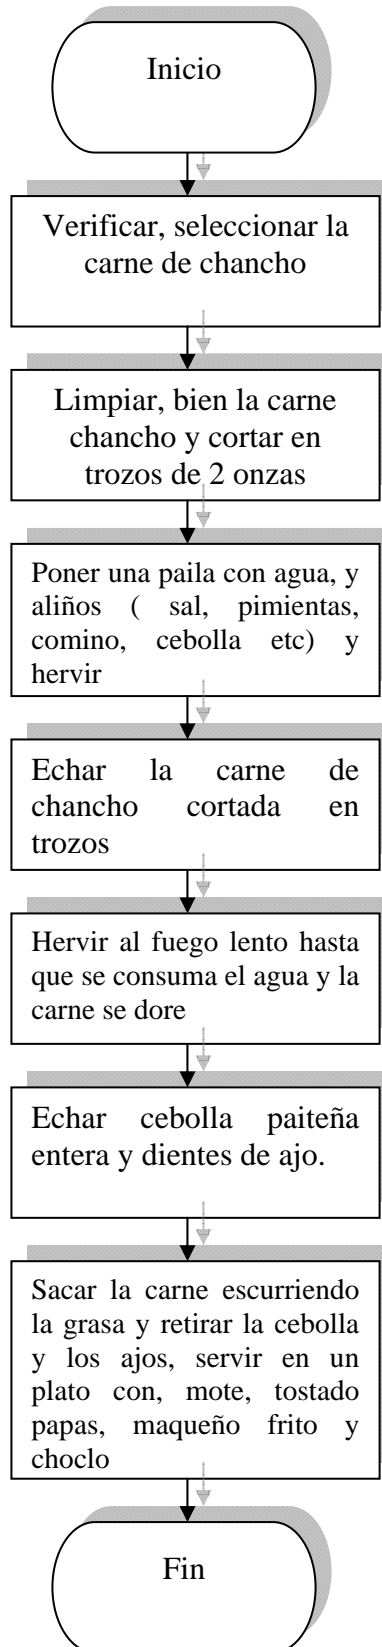 Inicio
Verificar, seleccionar la
carne de chancho
Limpiar, bien la carne
chancho y cortar en
trozos de 2 onzas
Poner una paila con agua, y
aliños ( sal, pimientas,
comino, cebolla etc) y
hervir
Echar la carne de
chancho cortada en
trozos
Hervir al fuego lento hasta
que se consuma el agua y la
carne se dore
Echar cebolla paiteña
entera y dientes de ajo.
Sacar la carne escurriendo
la grasa y retirar la cebolla
y los ajos, servir en un
plato con, mote, tostado
papas, maqueño frito y
choclo
Fin